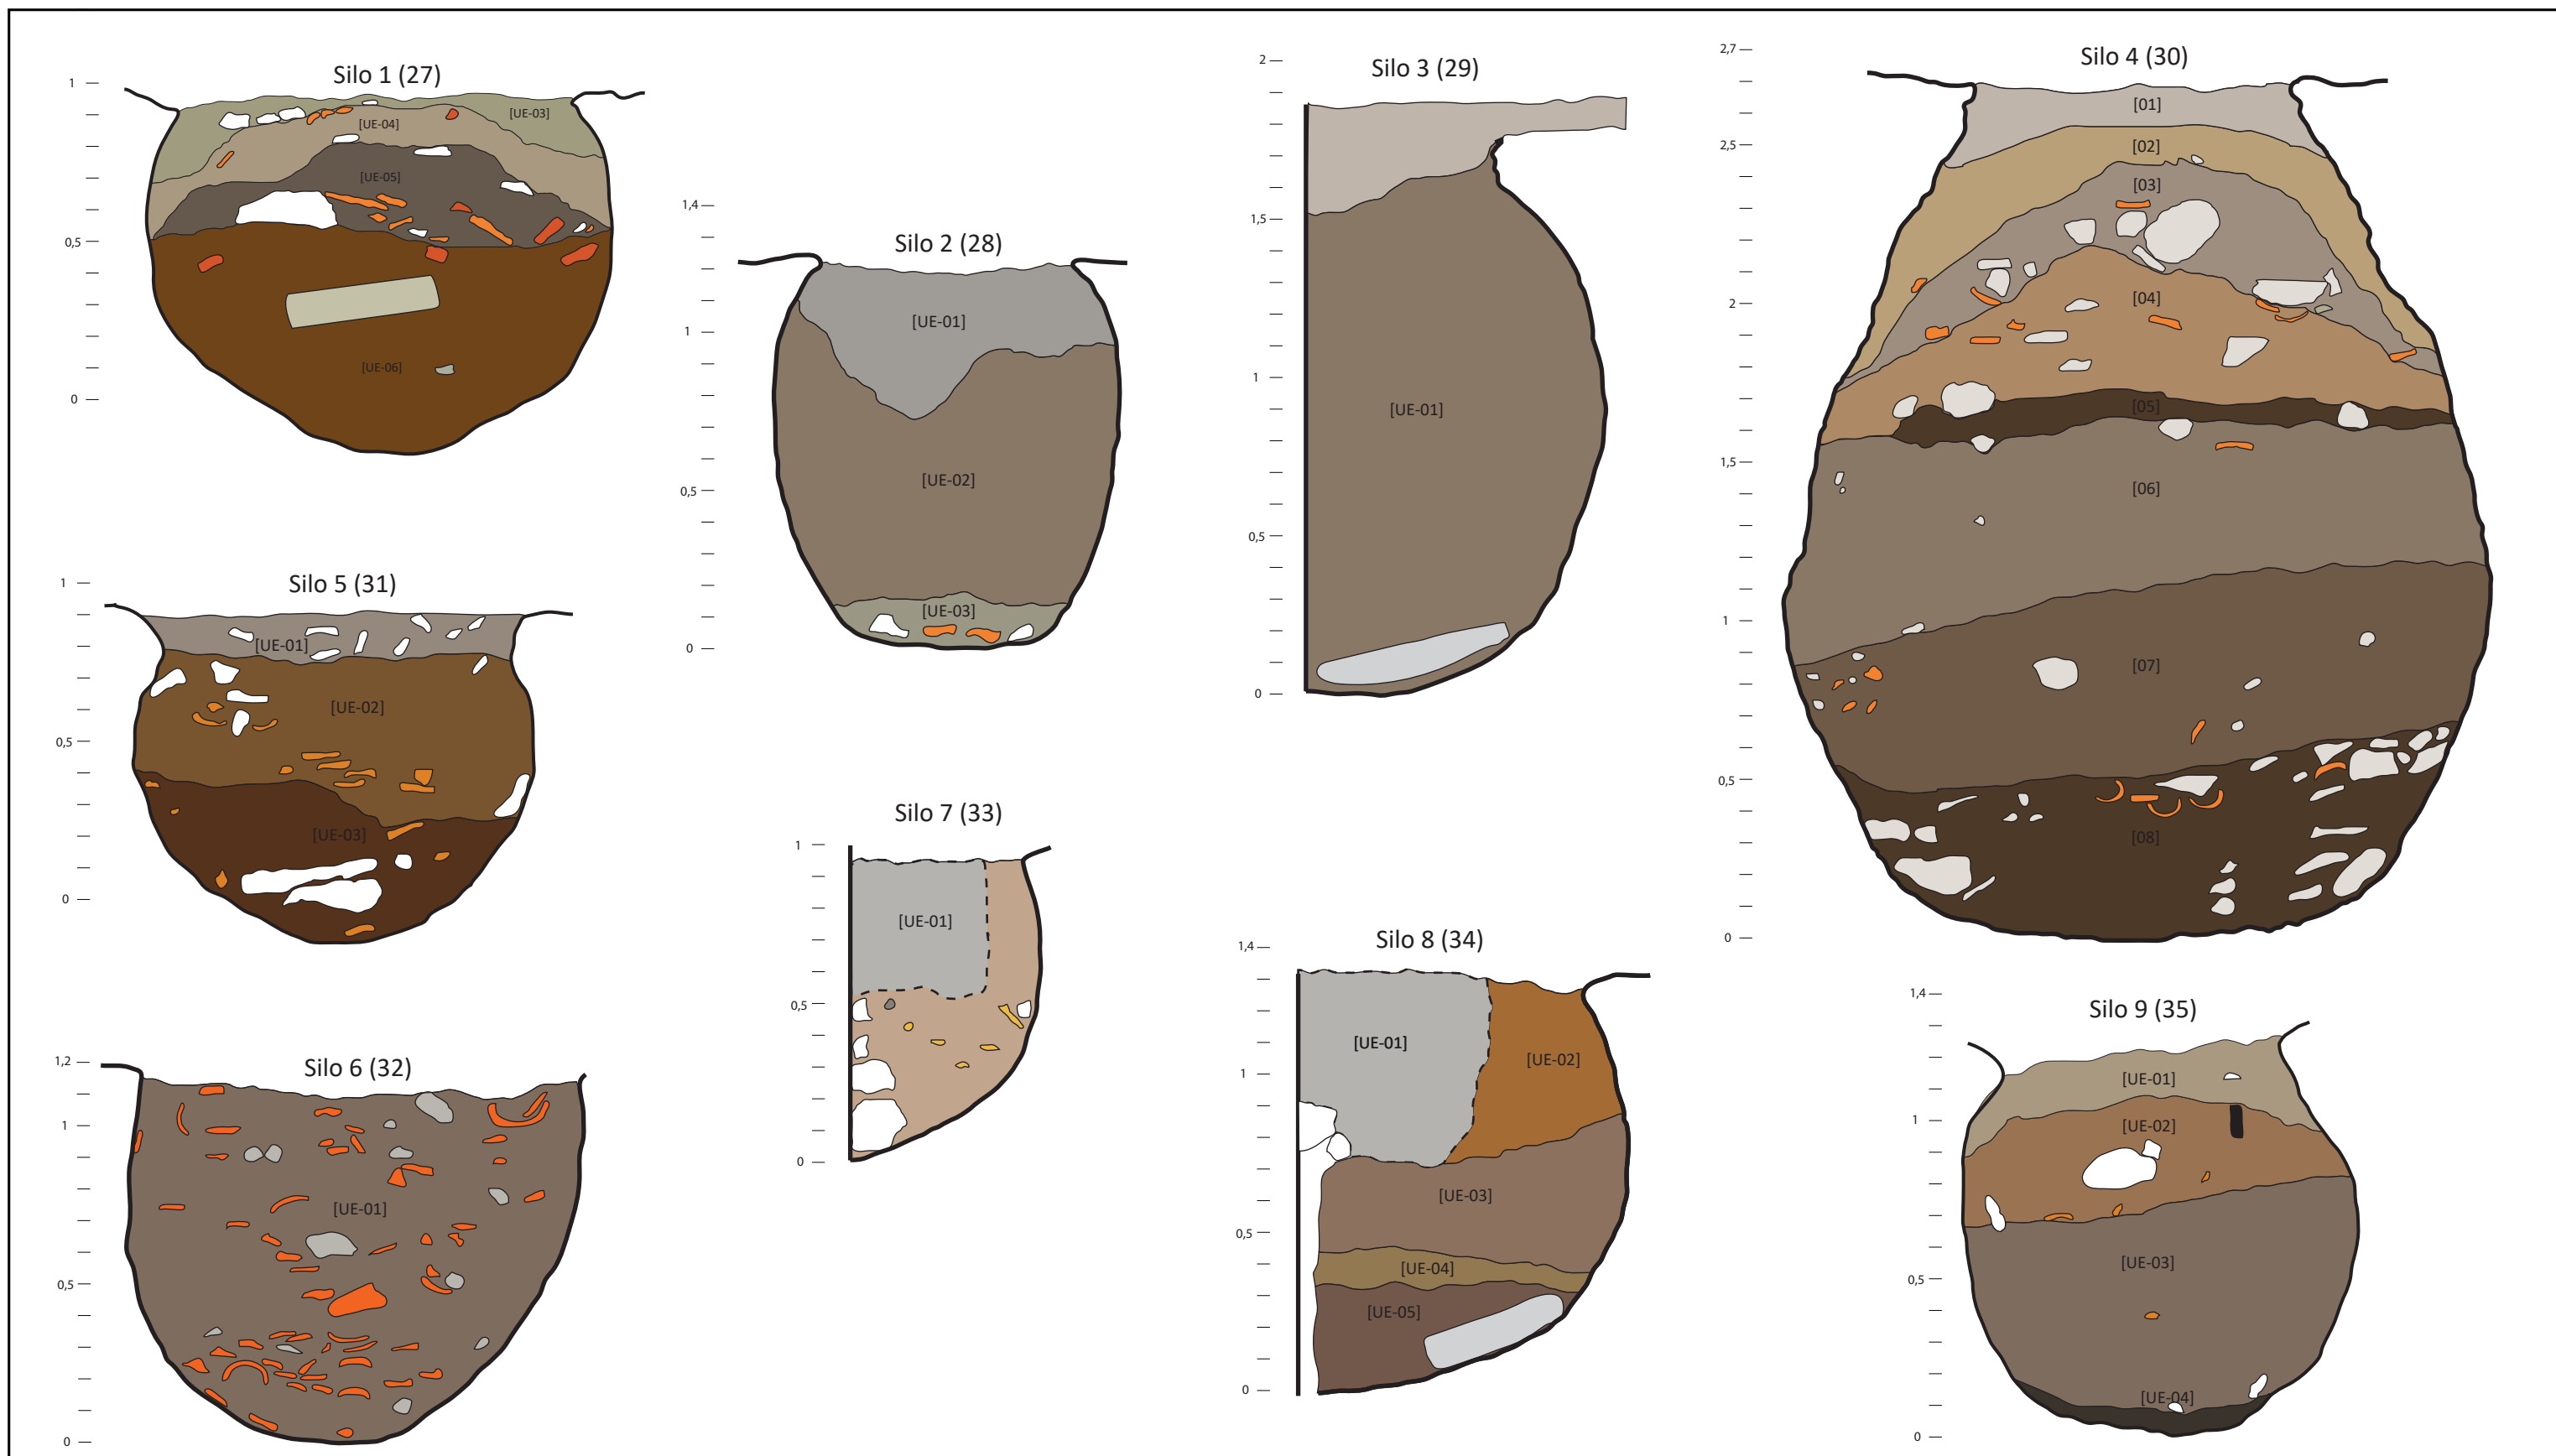 Silo 1 (27)
1
0,5
0
[UE-03]
[UE-04]
[UE-05]
[UE-06]
Silo 2 (28)
1,4
1
0,5
0
[UE-01]
[UE-02]
[UE-03]
Silo 3 (29)
2
1,5
1
0,5
0
[UE-01]
Silo 4 (30)
2,7
2,5
2
1,5
1
0,5
0
[01]
[02]
[03]
[04]
[05]
[06]
[07]
[08]
Silo 5 (31)
1
0,5
0
[UE-01]
[UE-02]
[UE-03]
Silo 6 (32)
1,2
1
0,5
0
[UE-01]
Silo 7 (33)
1
0,5
0
[UE-01]
Silo 8 (34)
1,4
1
0,5
0
[UE-01]
[UE-02]
[UE-03]
[UE-04]
[UE-05]
Silo 9 (35)
1,4
1
0,5
0
[UE-01]
[UE-02]
[UE-03]
[UE-04]